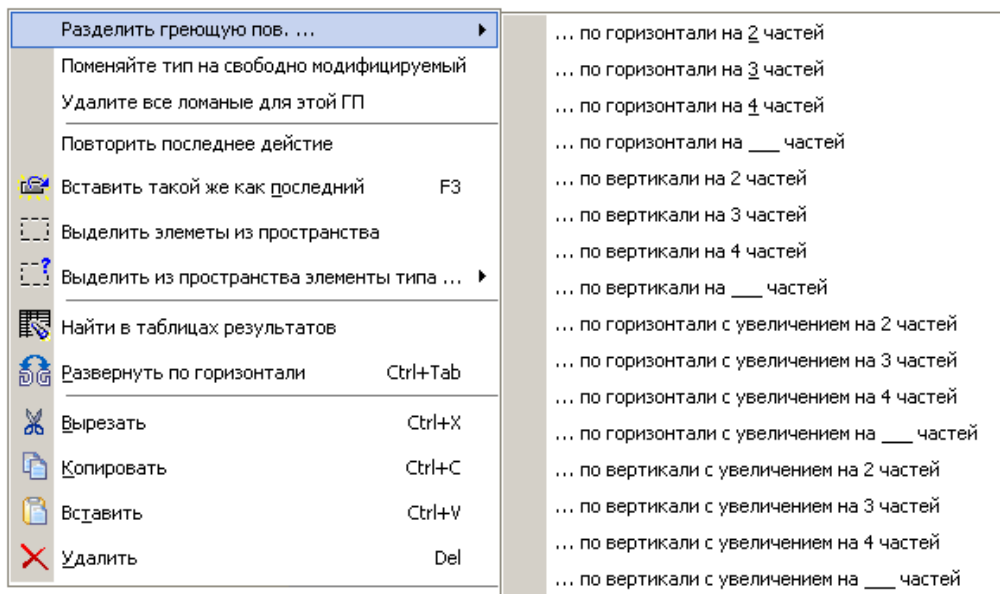 Разделить греющую пов. ...
Поменяйте тип на свободно модифицируемый
Удалите все ломаные для этой ГП
Повторить последнее дейстие
Вставить такой же как последний F3
Выделить элеметы из пространства
Выделить из пространства элементы типа ...
Найти в таблицах результатов
Развернуть по горизонтали Ctrl+Tab
Вырезать Ctrl+X
Копировать Ctrl+C
Вставить Ctrl+V
Удалить Del
... по горизонтали на 2 частей
... по горизонтали на 3 частей
... по горизонтали на 4 частей
... по горизонтали на ___ частей
... по вертикали на 2 частей
... по вертикали на 3 частей
... по вертикали на 4 частей
... по вертикали на ___ частей
... по горизонтали с увеличением на 2 частей
... по горизонтали с увеличением на 3 частей
... по горизонтали с увеличением на 4 частей
... по горизонтали с увеличением на ___ частей
... по вертикали с увеличением на 2 частей
... по вертикали с увеличением на 3 частей
... по вертикали с увеличением на 4 частей
... по вертикали с увеличением на ___ частей